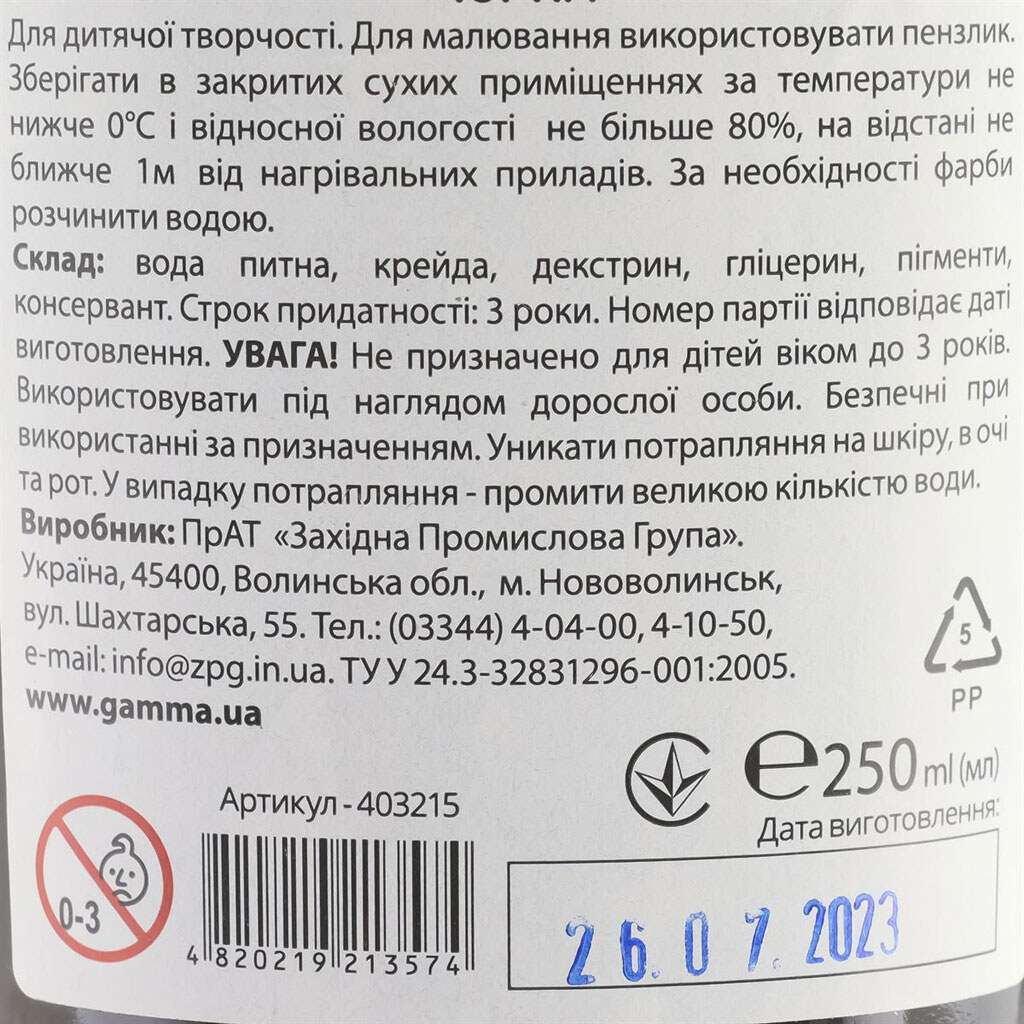 Для дитячої творчості. Для малювання використовувати пензлик.
Зберігати в закритих сухих приміщеннях за температури не
нижче 0°С і відносної вологості не більше 80%, на відстані не
ближче 1м від нагрівальних приладів. За необхідності фарби
розчинити водою.
Склад: вода питна, крейда, декстрин, гліцерин, пігменти,
консервант. Строк придатності: 3 роки. Номер партії відповідає даті
виготовлення. УВАГА! Не призначено для дітей віком до 3 років.
Використовувати під наглядом дорослої особи. Безпечні при
використанні за призначенням. Уникати потрапляння на шкіру, в очі
та рот. У випадку потрапляння - промити великою кількістю води.
Виробник: ПрАТ «Західна Промислова Група».
Україна, 45400, Волинська обл., м. Нововолинськ,
вул. Шахтарська, 55. Тел.: (03344) 4-04-00, 4-10-50,
e-mail: info@zpg.in.ua. ТУ У 24.3-32831296-001:2005.
www.gamma.ua
5
PP
e 250 ml (мл)
Артикул - 403215
Дата виготовлення:
0-3
4 820219 213574
26.07.2023